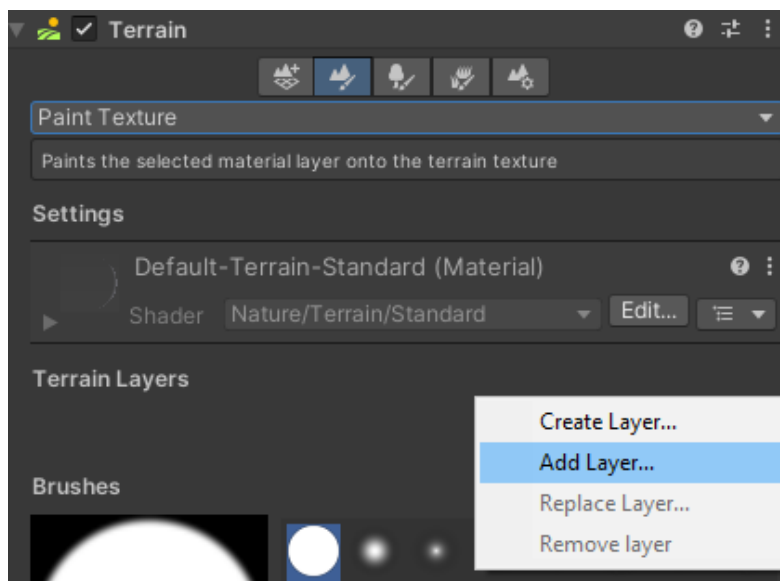 Terrain
Paint Texture
Paints the selected material layer onto the terrain texture
Settings
Default-Terrain-Standard (Material)
Shader Nature/Terrain/Standard Edit...
Terrain Layers
Create Layer...
Add Layer...
Replace Layer...
Remove layer
Brushes